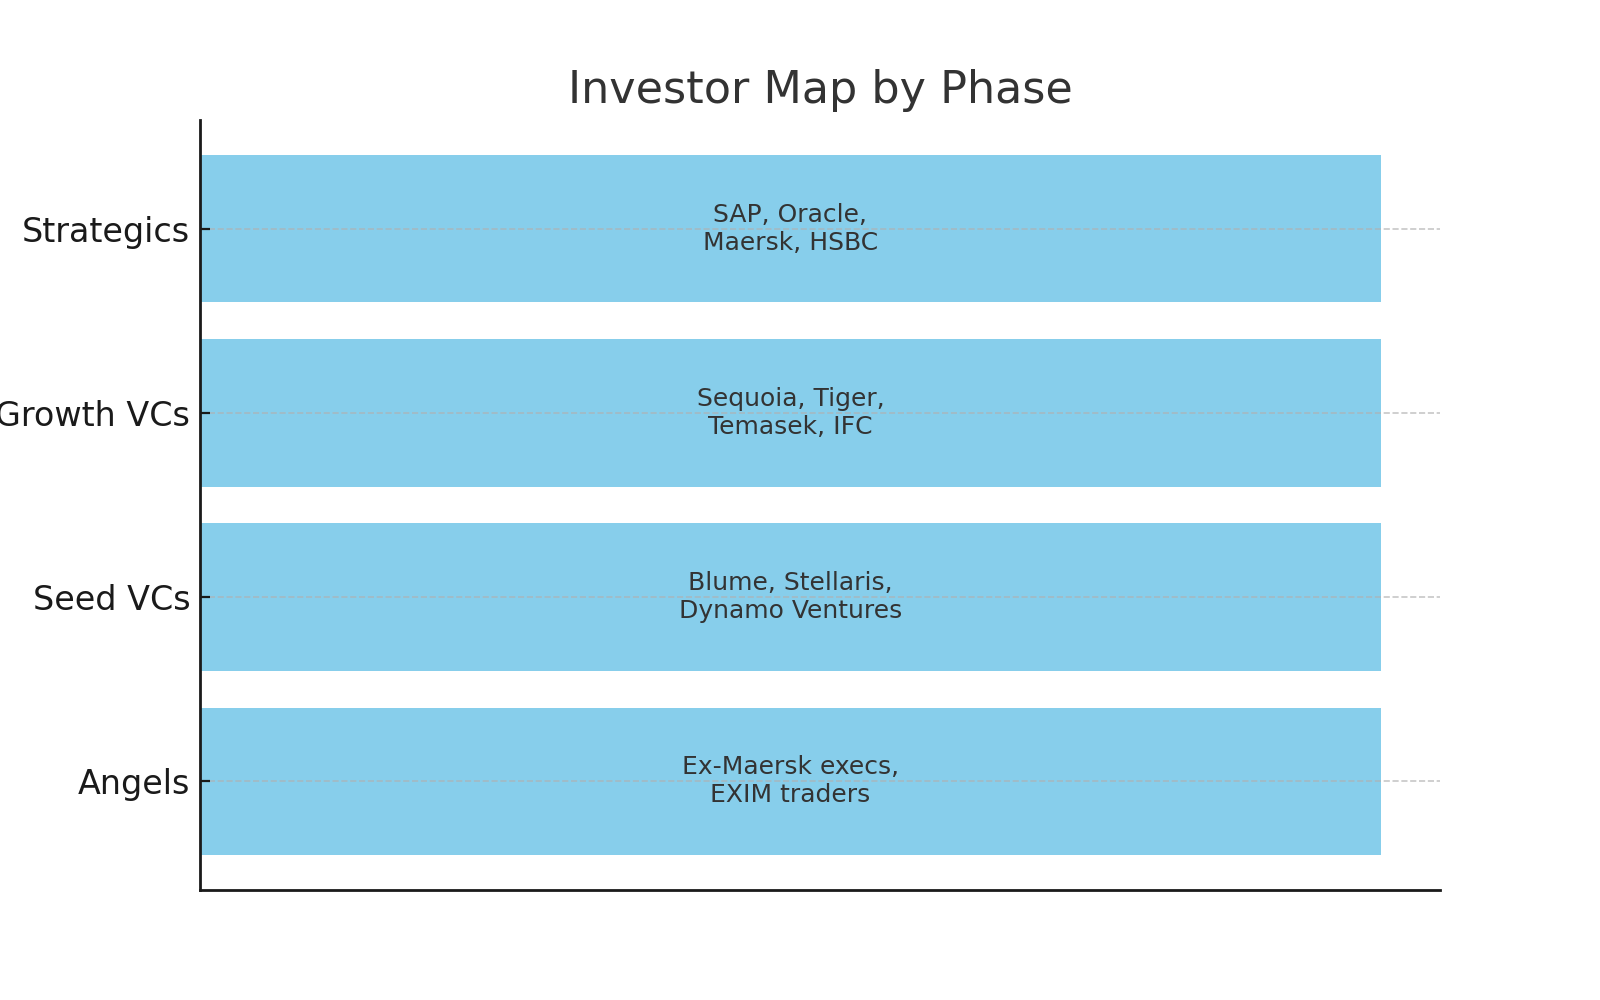 Investor Map by Phase
Strategics
SAP, Oracle,
Maersk, HSBC
Growth VCs
Sequoia, Tiger,
Temasek, IFC
Seed VCs
Blume, Stellaris,
Dynamo Ventures
Angels
Ex-Maersk execs,
EXIM traders